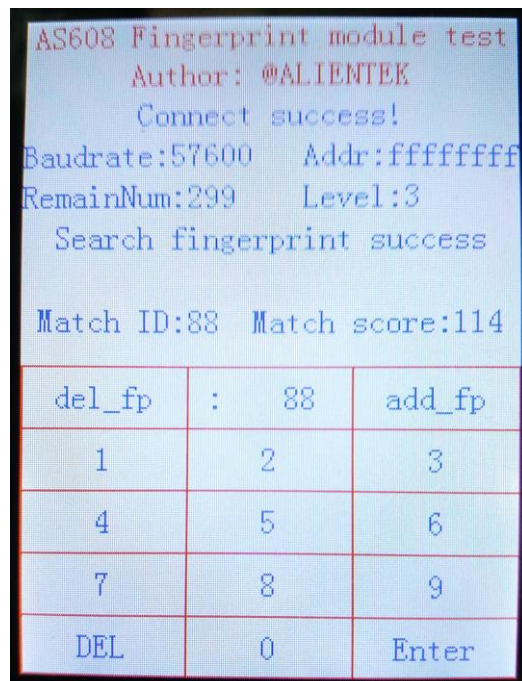 AS608 Fingerprint module test
Author: @ALIENTEK
Connect success!
Baudrate:57600 Addr:ffffffff
RemainNum:299 Level:3
Search fingerprint success
Match ID:88 Match score:114
del_fp : 88 add_fp
1 2 3
4 5 6
7 8 9
DEL 0 Enter